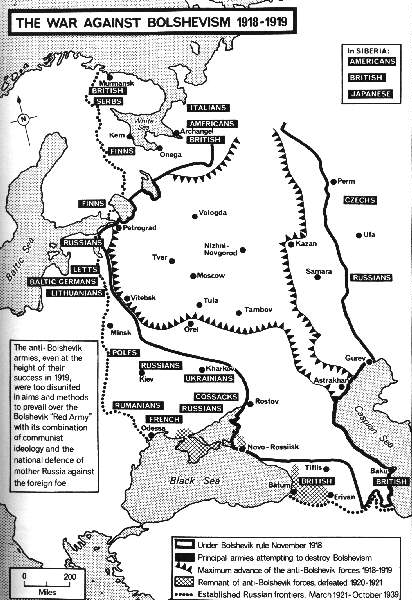 THE WAR AGAINST BOLSHEVISM 1918-1919
In SIBERIA:
AMERICANS
BRITISH
JAPANESE
Murmansk
BRITISH
SERBS
ITALIANS
White Sea
AMERICANS
Kem
Archangel
BRITISH
FINNS
Onega
N
Perm
CZECHS
FINNS
Vologda
Petrograd
Ufa
RUSSIANS
Nizhni-
Novgorod
Kazan
Baltic Sea
Tver
Samara
RUSSIANS
LETTS
Moscow
BALTIC GERMANS
LITHUANIANS
Vitebsk
Tula
Tambov
Orel
Minsk
The anti-Bolshevik
armies, even at the
height of their
success in 1919,
were too disunited
in aims and methods
to prevail over the
Bolshevik "Red Army"
with its combination
of communist
ideology and the
national defence of
mother Russia against
the foreign foe
POLES
Gurev
RUSSIANS
Kharkov
Kiev
UKRAINIANS
Astrakhan
COSSACKS
RUMANIANS
RUSSIANS
Rostov
FRENCH
Odessa
Caspian Sea
Novo-Rossiisk
Black Sea
Tiflis
Baku
Batum
BRITISH
BRITISH
Erivan
Under Bolshevik rule November 1918
Principal armies attempting to destroy Bolshevism
Maximum advance of the anti-Bolshevik forces 1918-1919
Remnant of anti-Bolshevik forces, defeated 1920-1921
Established Russian frontiers, March 1921-October 1939
0 200
Miles